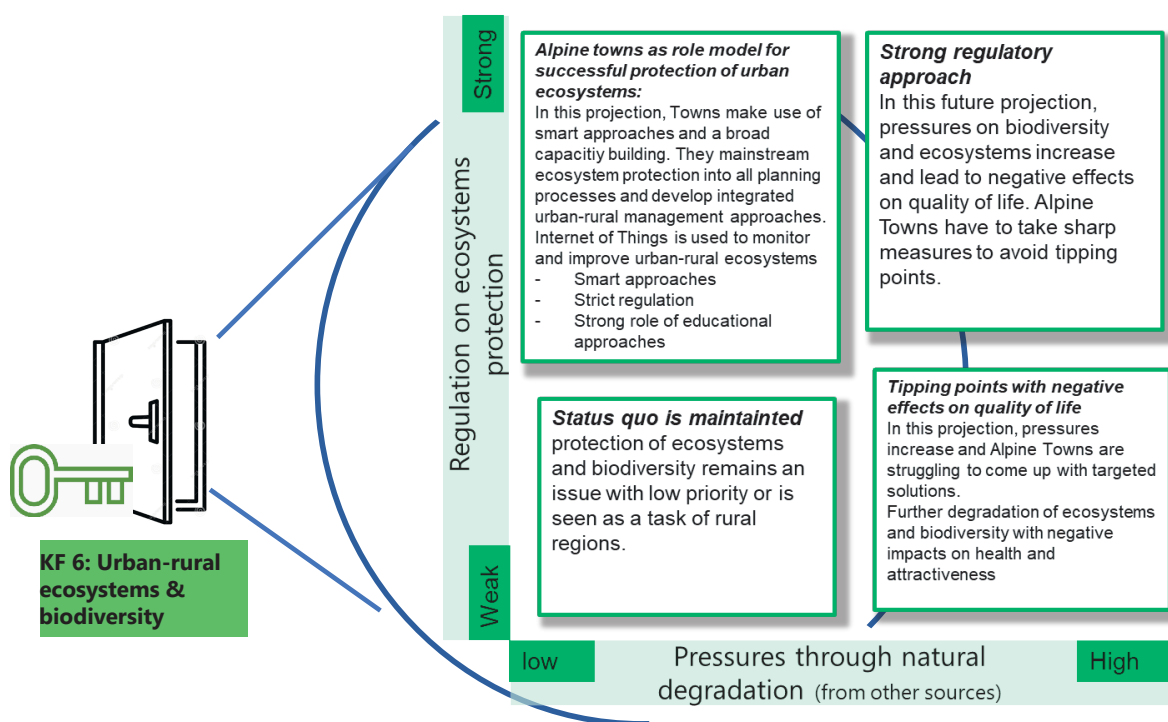 KF 6: Urban-rural
ecosystems &
biodiversity
Strong
Regulation on ecosystems
protection
Weak
Alpine towns as role model for
successful protection of urban
ecosystems:
In this projection, Towns make use of
smart approaches and a broad
capacitiy building. They mainstream
ecosystem protection into all planning
processes and develop integrated
urban-rural management approaches.
Internet of Things is used to monitor
and improve urban-rural ecosystems
- Smart approaches
- Strict regulation
- Strong role of educational
approaches
Strong regulatory
approach
In this future projection,
pressures on biodiversity
and ecosystems increase
and lead to negative effects
on quality of life. Alpine
Towns have to take sharp
measures to avoid tipping
points.
Status quo is maintainted
protection of ecosystems
and biodiversity remains an
issue with low priority or is
seen as a task of rural
regions.
Tipping points with negative
effects on quality of life
In this projection, pressures
increase and Alpine Towns are
struggling to come up with targeted
solutions.
Further degradation of ecosystems
and biodiversity with negative
impacts on health and
attractiveness
low
Pressures through natural
degradation (from other sources)
High